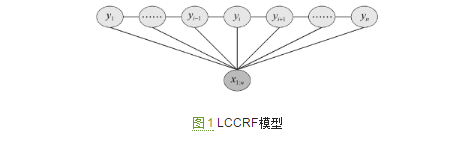 y₁ ...... yᵢ₋₁ yᵢ yᵢ₊₁ ...... yₙ
x₁:ₙ
图1 LCCRF模型